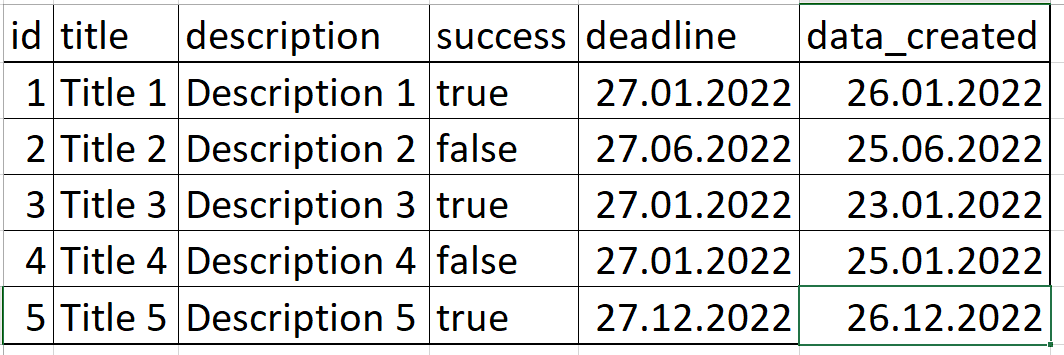 id title description success deadline data_created
1 Title 1 Description 1 true 27.01.2022 26.01.2022
2 Title 2 Description 2 false 27.06.2022 25.06.2022
3 Title 3 Description 3 true 27.01.2022 23.01.2022
4 Title 4 Description 4 false 27.01.2022 25.01.2022
5 Title 5 Description 5 true 27.12.2022 26.12.2022